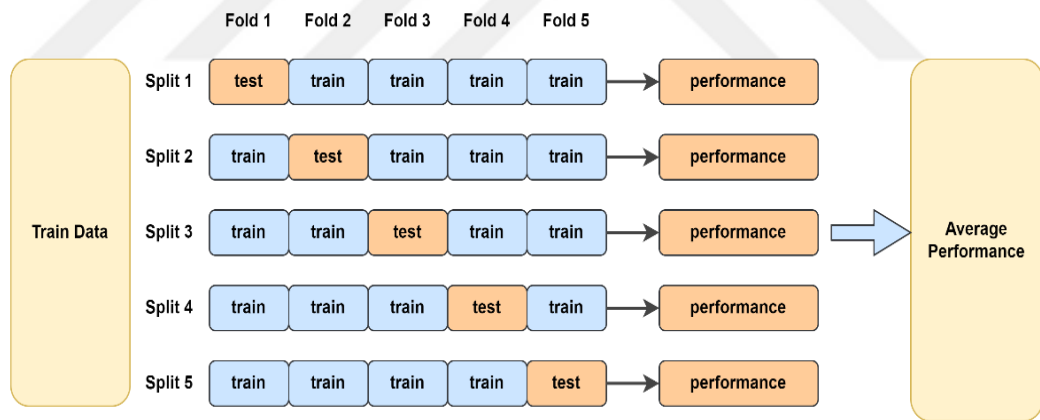 Fold 1 Fold 2 Fold 3 Fold 4 Fold 5
Split 1 test train train train train performance
Split 2 train test train train train performance
Train Data
Split 3 train train test train train performance
Average
Performance
Split 4 train train train test train performance
Split 5 train train train train test performance